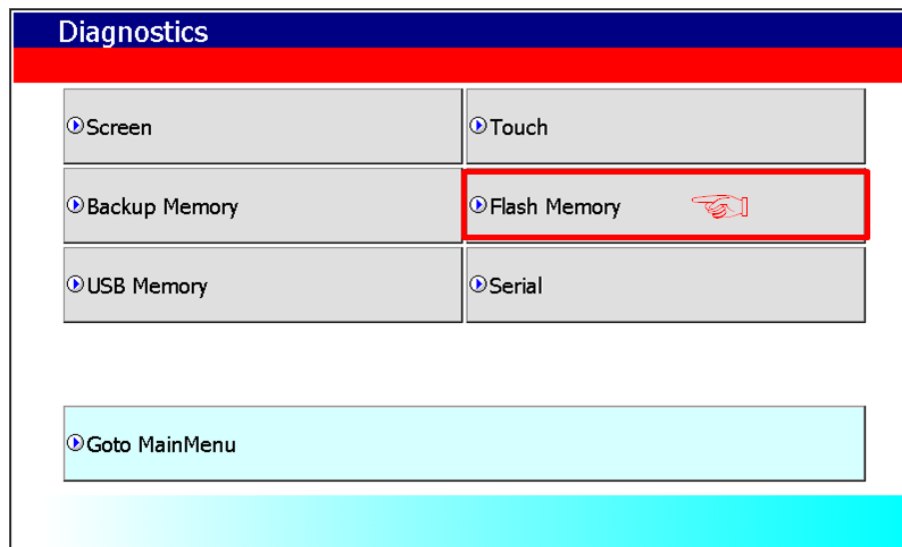 Diagnostics
Screen
Touch
Backup Memory
Flash Memory
USB Memory
Serial
Goto MainMenu